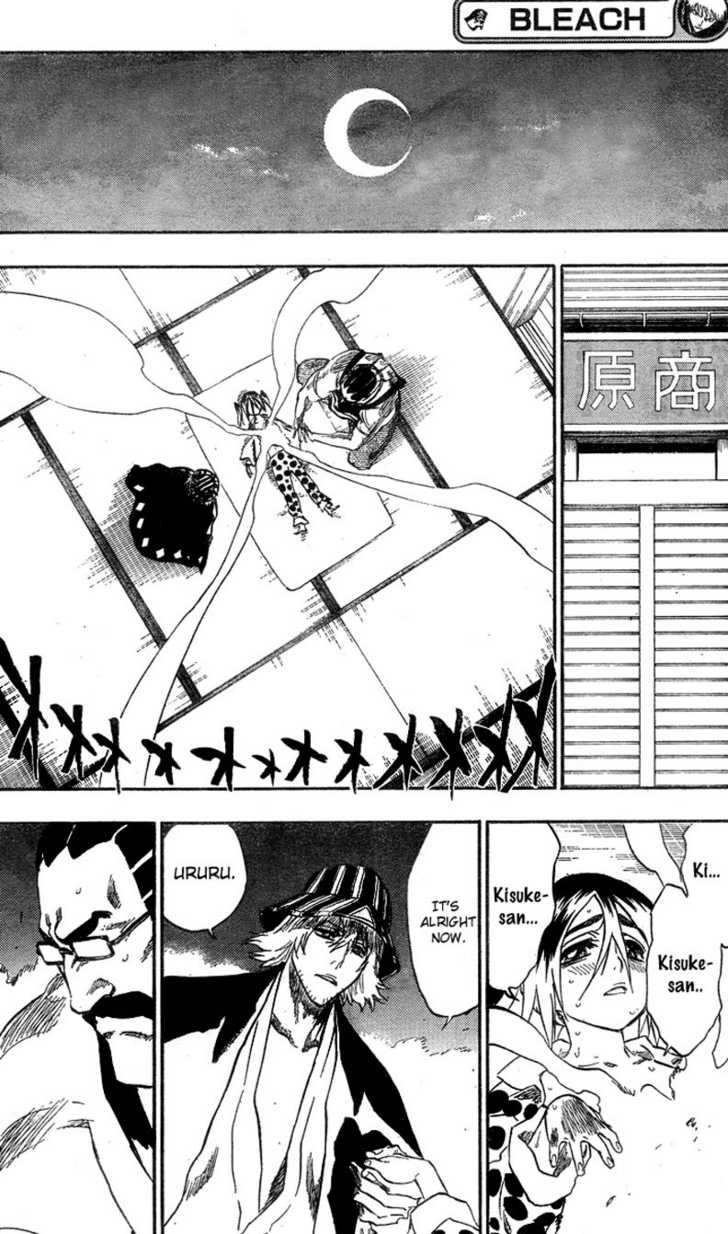 BLEACH
原商
Ki...
Kisuke-
san..
Kisuke-
san...
IT'S
ALRIGHT
NOW.
URURU.